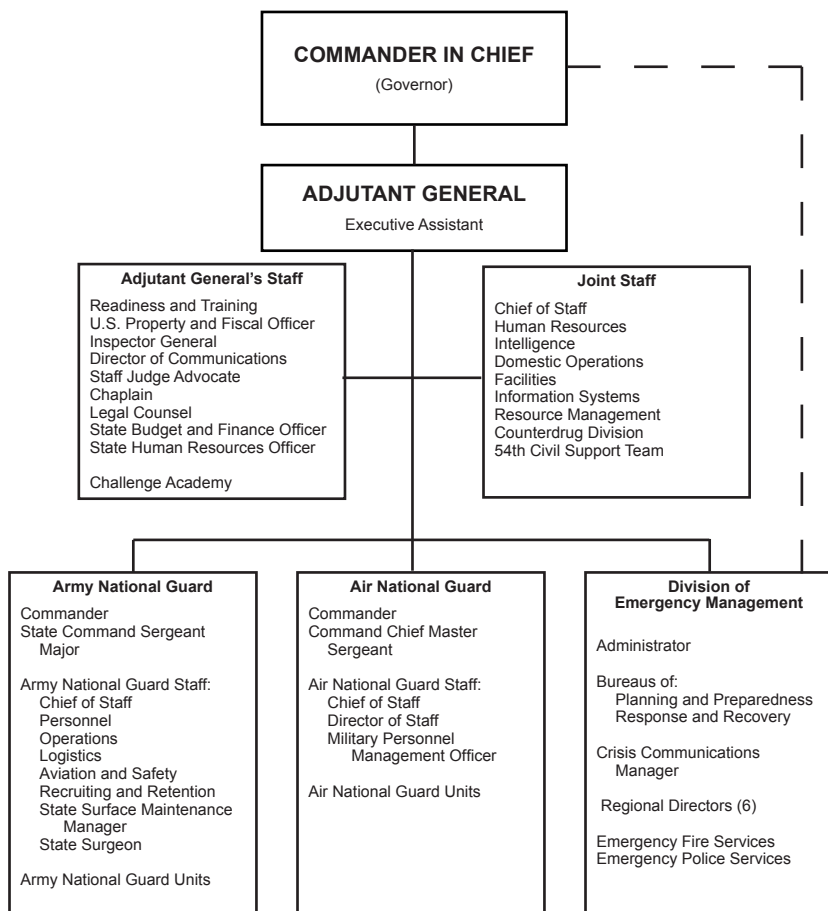 COMMANDER IN CHIEF
(Governor)
ADJUTANT GENERAL
Executive Assistant
Adjutant General's Staff
Readiness and Training
U.S. Property and Fiscal Officer
Inspector General
Director of Communications
Staff Judge Advocate
Chaplain
Legal Counsel
State Budget and Finance Officer
State Human Resources Officer
Challenge Academy
Joint Staff
Chief of Staff
Human Resources
Intelligence
Domestic Operations
Facilities
Information Systems
Resource Management
Counterdrug Division
54th Civil Support Team
Army National Guard
Commander
State Command Sergeant
Major
Army National Guard Staff:
Chief of Staff
Personnel
Operations
Logistics
Aviation and Safety
Recruiting and Retention
State Surface Maintenance
Manager
State Surgeon
Army National Guard Units
Air National Guard
Commander
Command Chief Master
Sergeant
Air National Guard Staff:
Chief of Staff
Director of Staff
Military Personnel
Management Officer
Air National Guard Units
Division of
Emergency Management
Administrator
Bureaus of:
Planning and Preparedness
Response and Recovery
Crisis Communications
Manager
Regional Directors (6)
Emergency Fire Services
Emergency Police Services